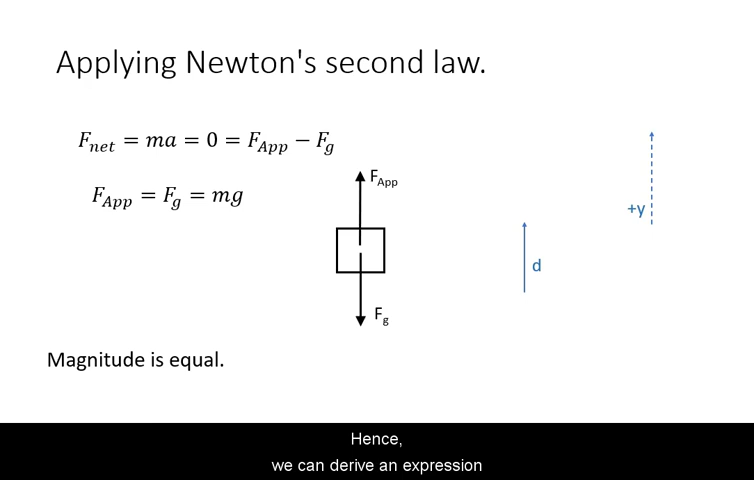 Applying Newton's second law.
F_net = ma = 0 = F_App − F_g
F_App = F_g = mg
F_App
+y
d
F_g
Magnitude is equal.
Hence,
we can derive an expression